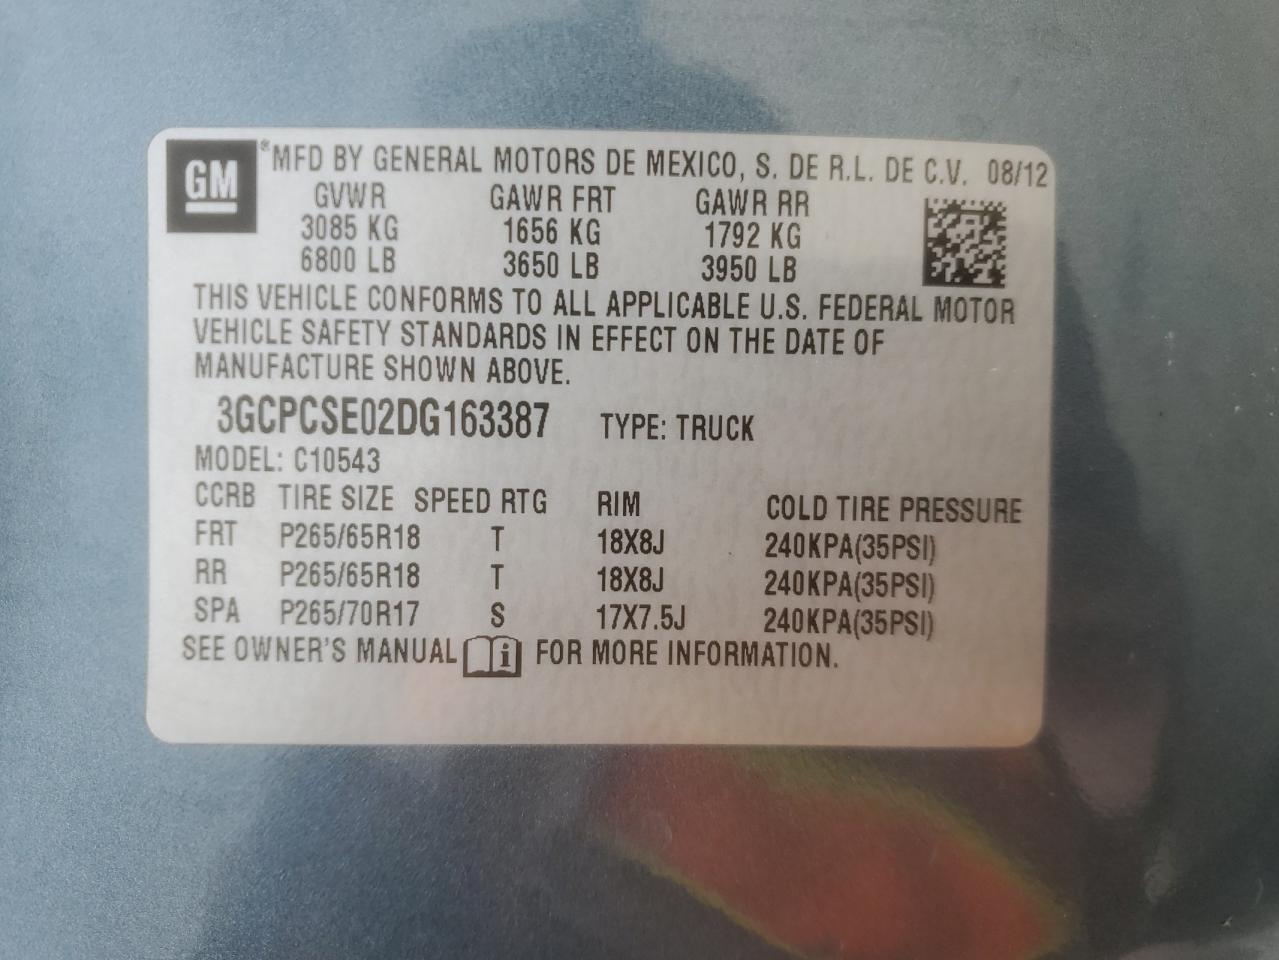 GM ®MFD BY GENERAL MOTORS DE MEXICO, S. DE R.L. DE C.V. 08/12
GVWR GAWR FRT GAWR RR
3085 KG 1656 KG 1792 KG
6800 LB 3650 LB 3950 LB
THIS VEHICLE CONFORMS TO ALL APPLICABLE U.S. FEDERAL MOTOR
VEHICLE SAFETY STANDARDS IN EFFECT ON THE DATE OF
MANUFACTURE SHOWN ABOVE.
3GCPCSE02DG163387 TYPE: TRUCK
MODEL: C10543
CCRB TIRE SIZE SPEED RTG RIM COLD TIRE PRESSURE
FRT P265/65R18 T 18X8J 240KPA(35PSI)
RR P265/65R18 T 18X8J 240KPA(35PSI)
SPA P265/70R17 S 17X7.5J 240KPA(35PSI)
SEE OWNER'S MANUAL i FOR MORE INFORMATION.